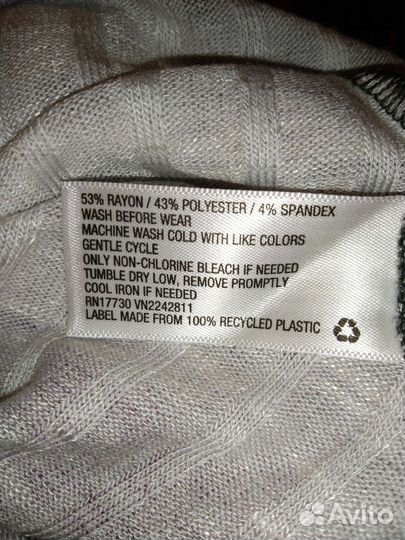 53% RAYON / 43% POLYESTER / 4% SPANDEX
WASH BEFORE WEAR
MACHINE WASH COLD WITH LIKE COLORS
GENTLE CYCLE
ONLY NON-CHLORINE BLEACH IF NEEDED
TUMBLE DRY LOW, REMOVE PROMPTLY
COOL IRON IF NEEDED
RN17730 VN2242811
LABEL MADE FROM 100% RECYCLED PLASTIC
Avito